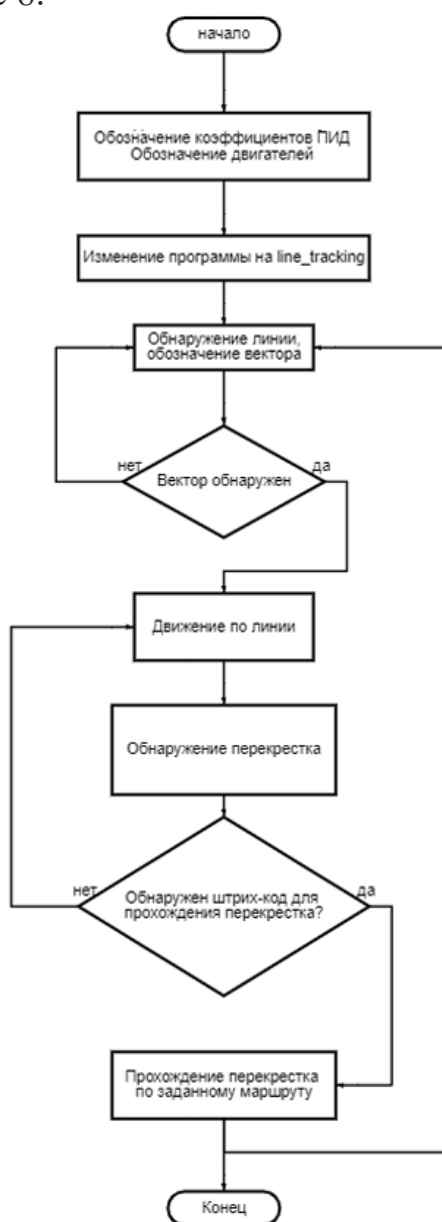 начало
Обозначение коэффициентов ПИД
Обозначение двигателей
Изменение программы на line_tracking
Обнаружение линии,
обозначение вектора
нет
да
Вектор обнаружен
Движение по линии
Обнаружение перекрестка
нет
да
Обнаружен штрих-код для
прохождения перекрестка?
Прохождение перекрестка
по заданному маршруту
Конец